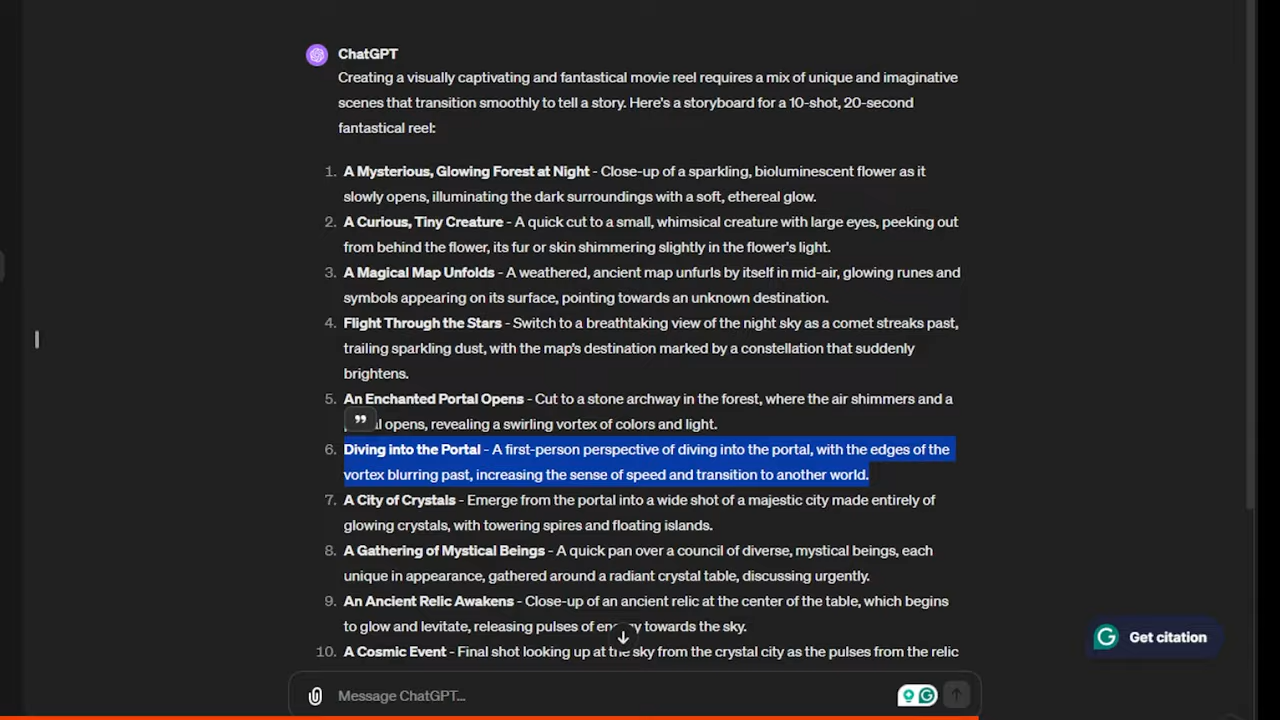 ChatGPT
Creating a visually captivating and fantastical movie reel requires a mix of unique and imaginative
scenes that transition smoothly to tell a story. Here's a storyboard for a 10-shot, 20-second
fantastical reel:
1. A Mysterious, Glowing Forest at Night - Close-up of a sparkling, bioluminescent flower as it
slowly opens, illuminating the dark surroundings with a soft, ethereal glow.
2. A Curious, Tiny Creature - A quick cut to a small, whimsical creature with large eyes, peeking out
from behind the flower, its fur or skin shimmering slightly in the flower's light.
3. A Magical Map Unfolds - A weathered, ancient map unfurls by itself in mid-air, glowing runes and
symbols appearing on its surface, pointing towards an unknown destination.
4. Flight Through the Stars - Switch to a breathtaking view of the night sky as a comet streaks past,
trailing sparkling dust, with the map's destination marked by a constellation that suddenly
brightens.
5. An Enchanted Portal Opens - Cut to a stone archway in the forest, where the air shimmers and a
opens, revealing a swirling vortex of colors and light.
6. Diving into the Portal - A first-person perspective of diving into the portal, with the edges of the
vortex blurring past, increasing the sense of speed and transition to another world.
7. A City of Crystals - Emerge from the portal into a wide shot of a majestic city made entirely of
glowing crystals, with towering spires and floating islands.
8. A Gathering of Mystical Beings - A quick pan over a council of diverse, mystical beings, each
unique in appearance, gathered around a radiant crystal table, discussing urgently.
9. An Ancient Relic Awakens - Close-up of an ancient relic at the center of the table, which begins
to glow and levitate, releasing pulses of energy towards the sky.
10. A Cosmic Event - Final shot looking up at the sky from the crystal city as the pulses from the relic
Get citation
Message ChatGPT...